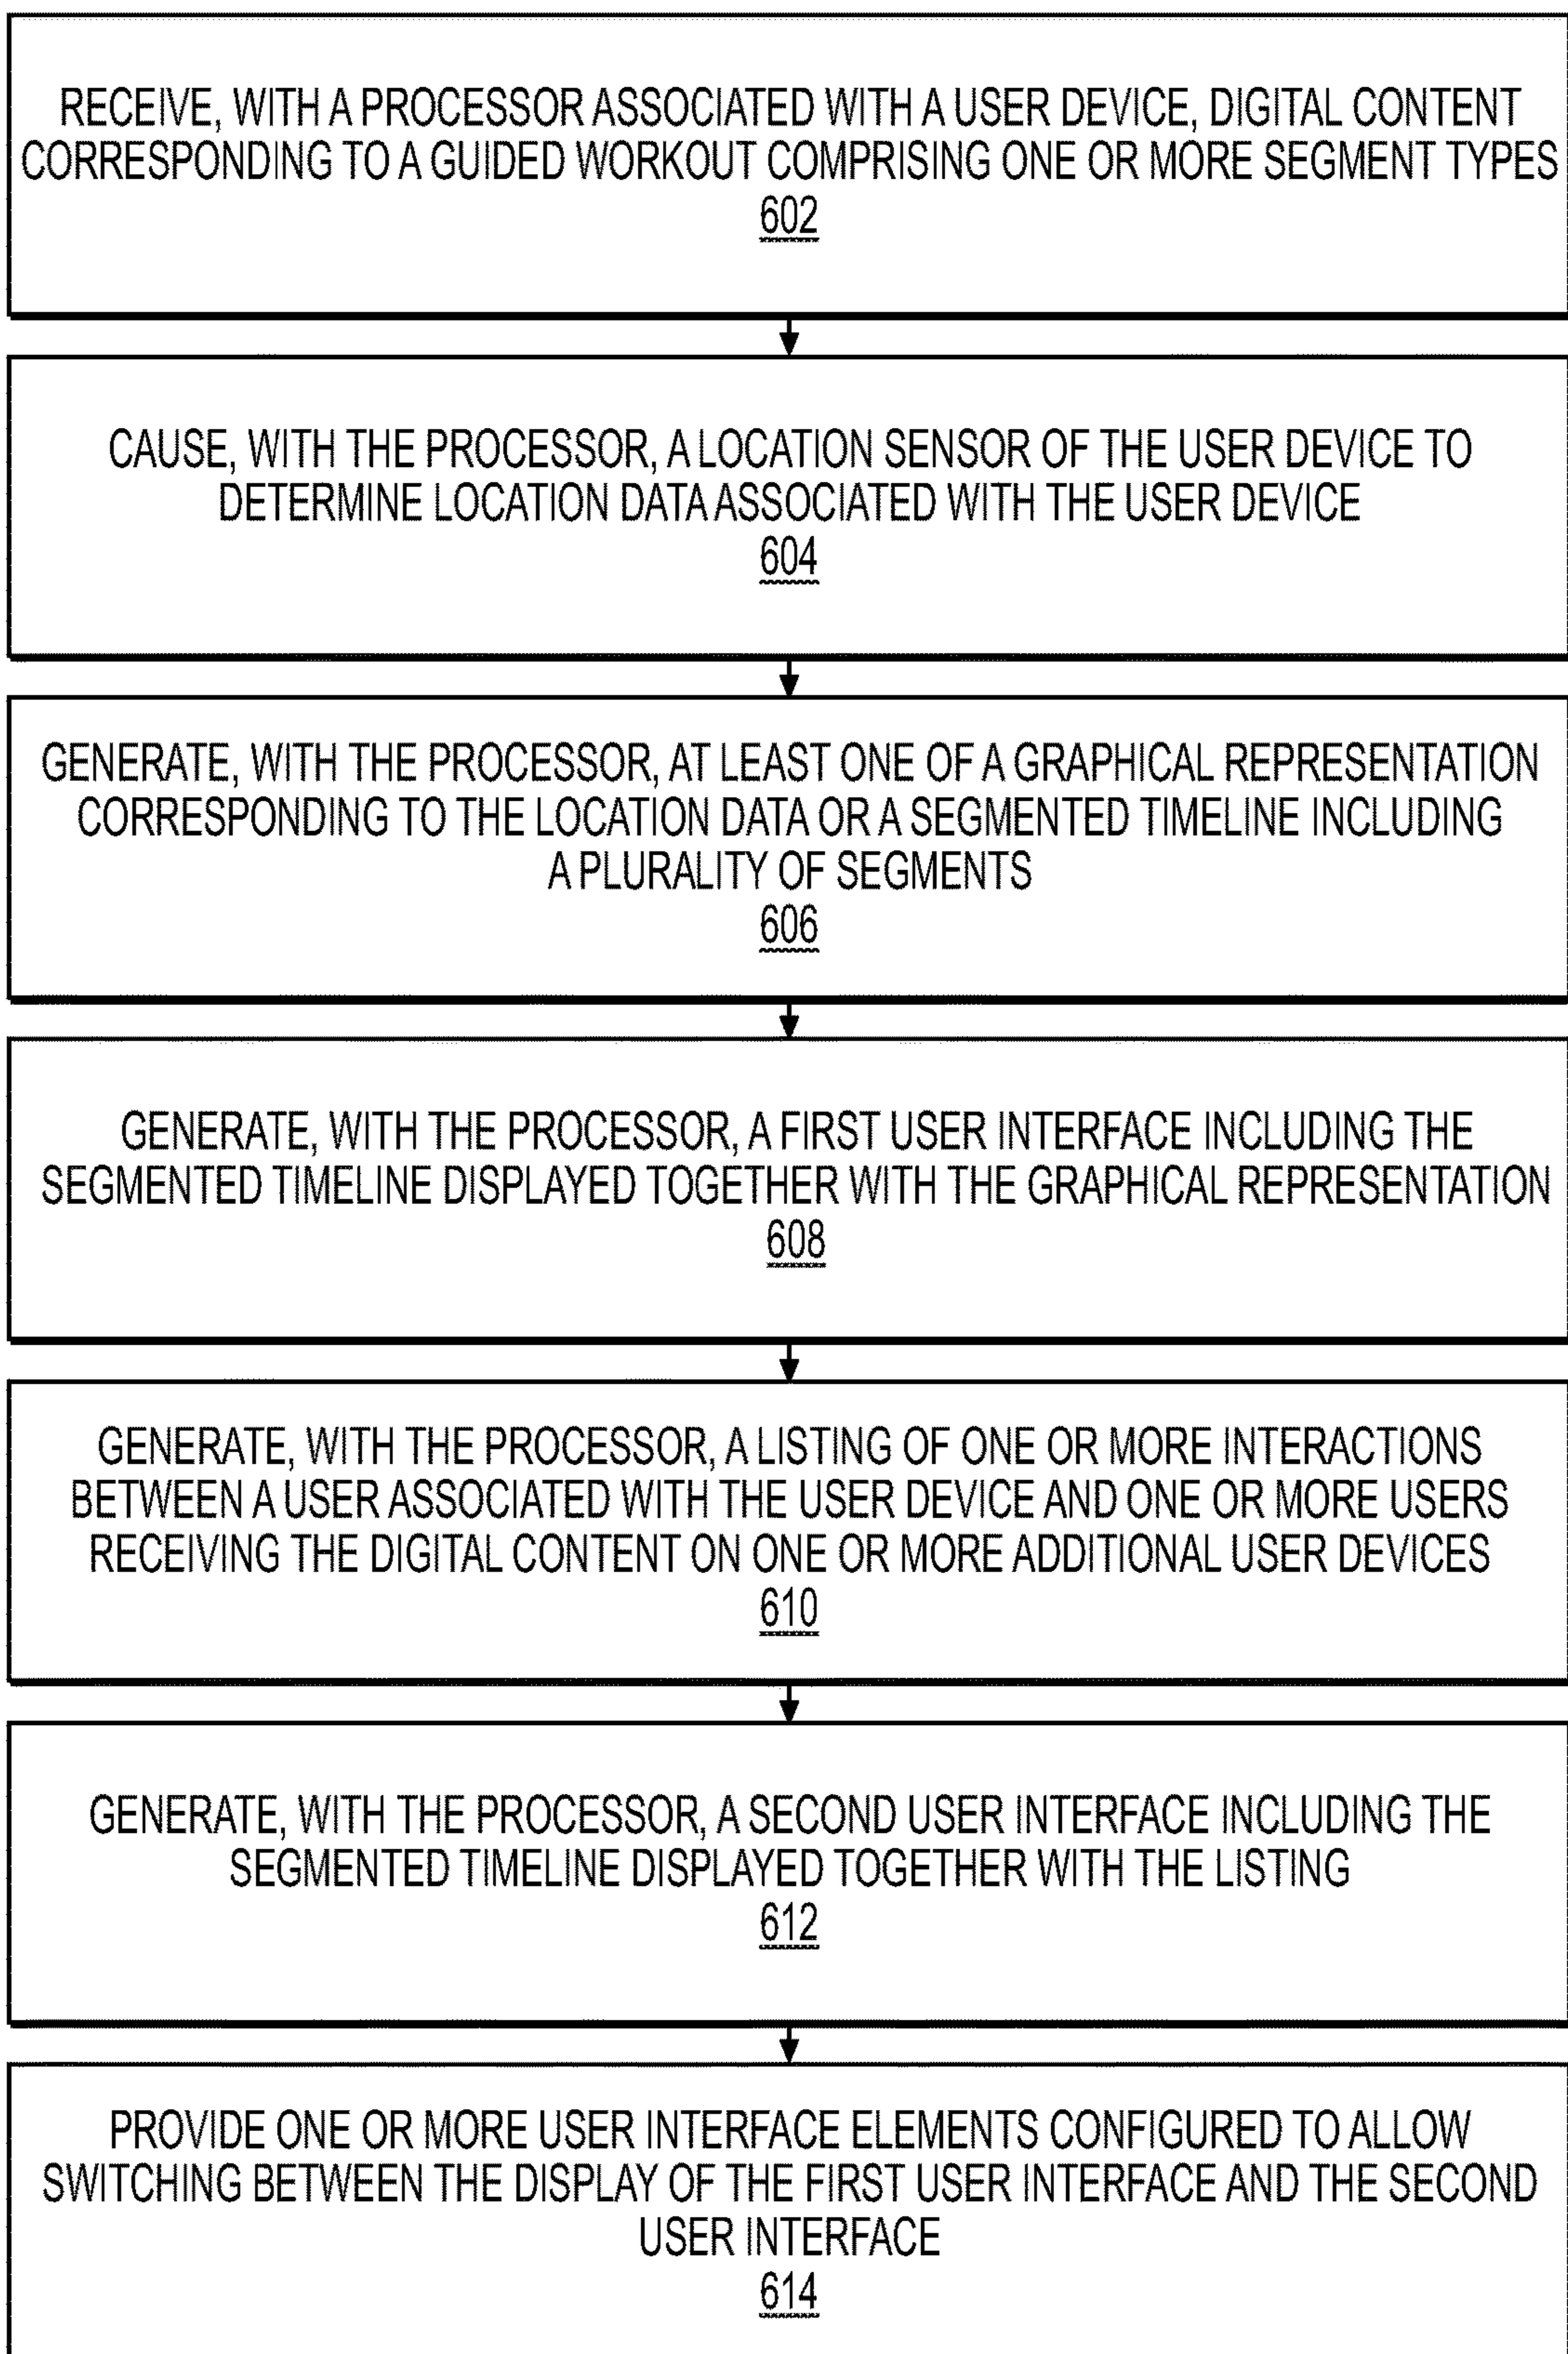 RECEIVE, WITH A PROCESSOR ASSOCIATED WITH A USER DEVICE, DIGITAL CONTENT
CORRESPONDING TO A GUIDED WORKOUT COMPRISING ONE OR MORE SEGMENT TYPES
602
CAUSE, WITH THE PROCESSOR, A LOCATION SENSOR OF THE USER DEVICE TO
DETERMINE LOCATION DATA ASSOCIATED WITH THE USER DEVICE
604
GENERATE, WITH THE PROCESSOR, AT LEAST ONE OF A GRAPHICAL REPRESENTATION
CORRESPONDING TO THE LOCATION DATA OR A SEGMENTED TIMELINE INCLUDING
A PLURALITY OF SEGMENTS
606
GENERATE, WITH THE PROCESSOR, A FIRST USER INTERFACE INCLUDING THE
SEGMENTED TIMELINE DISPLAYED TOGETHER WITH THE GRAPHICAL REPRESENTATION
608
GENERATE, WITH THE PROCESSOR, A LISTING OF ONE OR MORE INTERACTIONS
BETWEEN A USER ASSOCIATED WITH THE USER DEVICE AND ONE OR MORE USERS
RECEIVING THE DIGITAL CONTENT ON ONE OR MORE ADDITIONAL USER DEVICES
610
GENERATE, WITH THE PROCESSOR, A SECOND USER INTERFACE INCLUDING THE
SEGMENTED TIMELINE DISPLAYED TOGETHER WITH THE LISTING
612
PROVIDE ONE OR MORE USER INTERFACE ELEMENTS CONFIGURED TO ALLOW
SWITCHING BETWEEN THE DISPLAY OF THE FIRST USER INTERFACE AND THE SECOND
USER INTERFACE
614